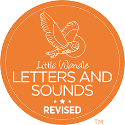 Little Wandle
LETTERS AND
SOUNDS
REVISED
TM